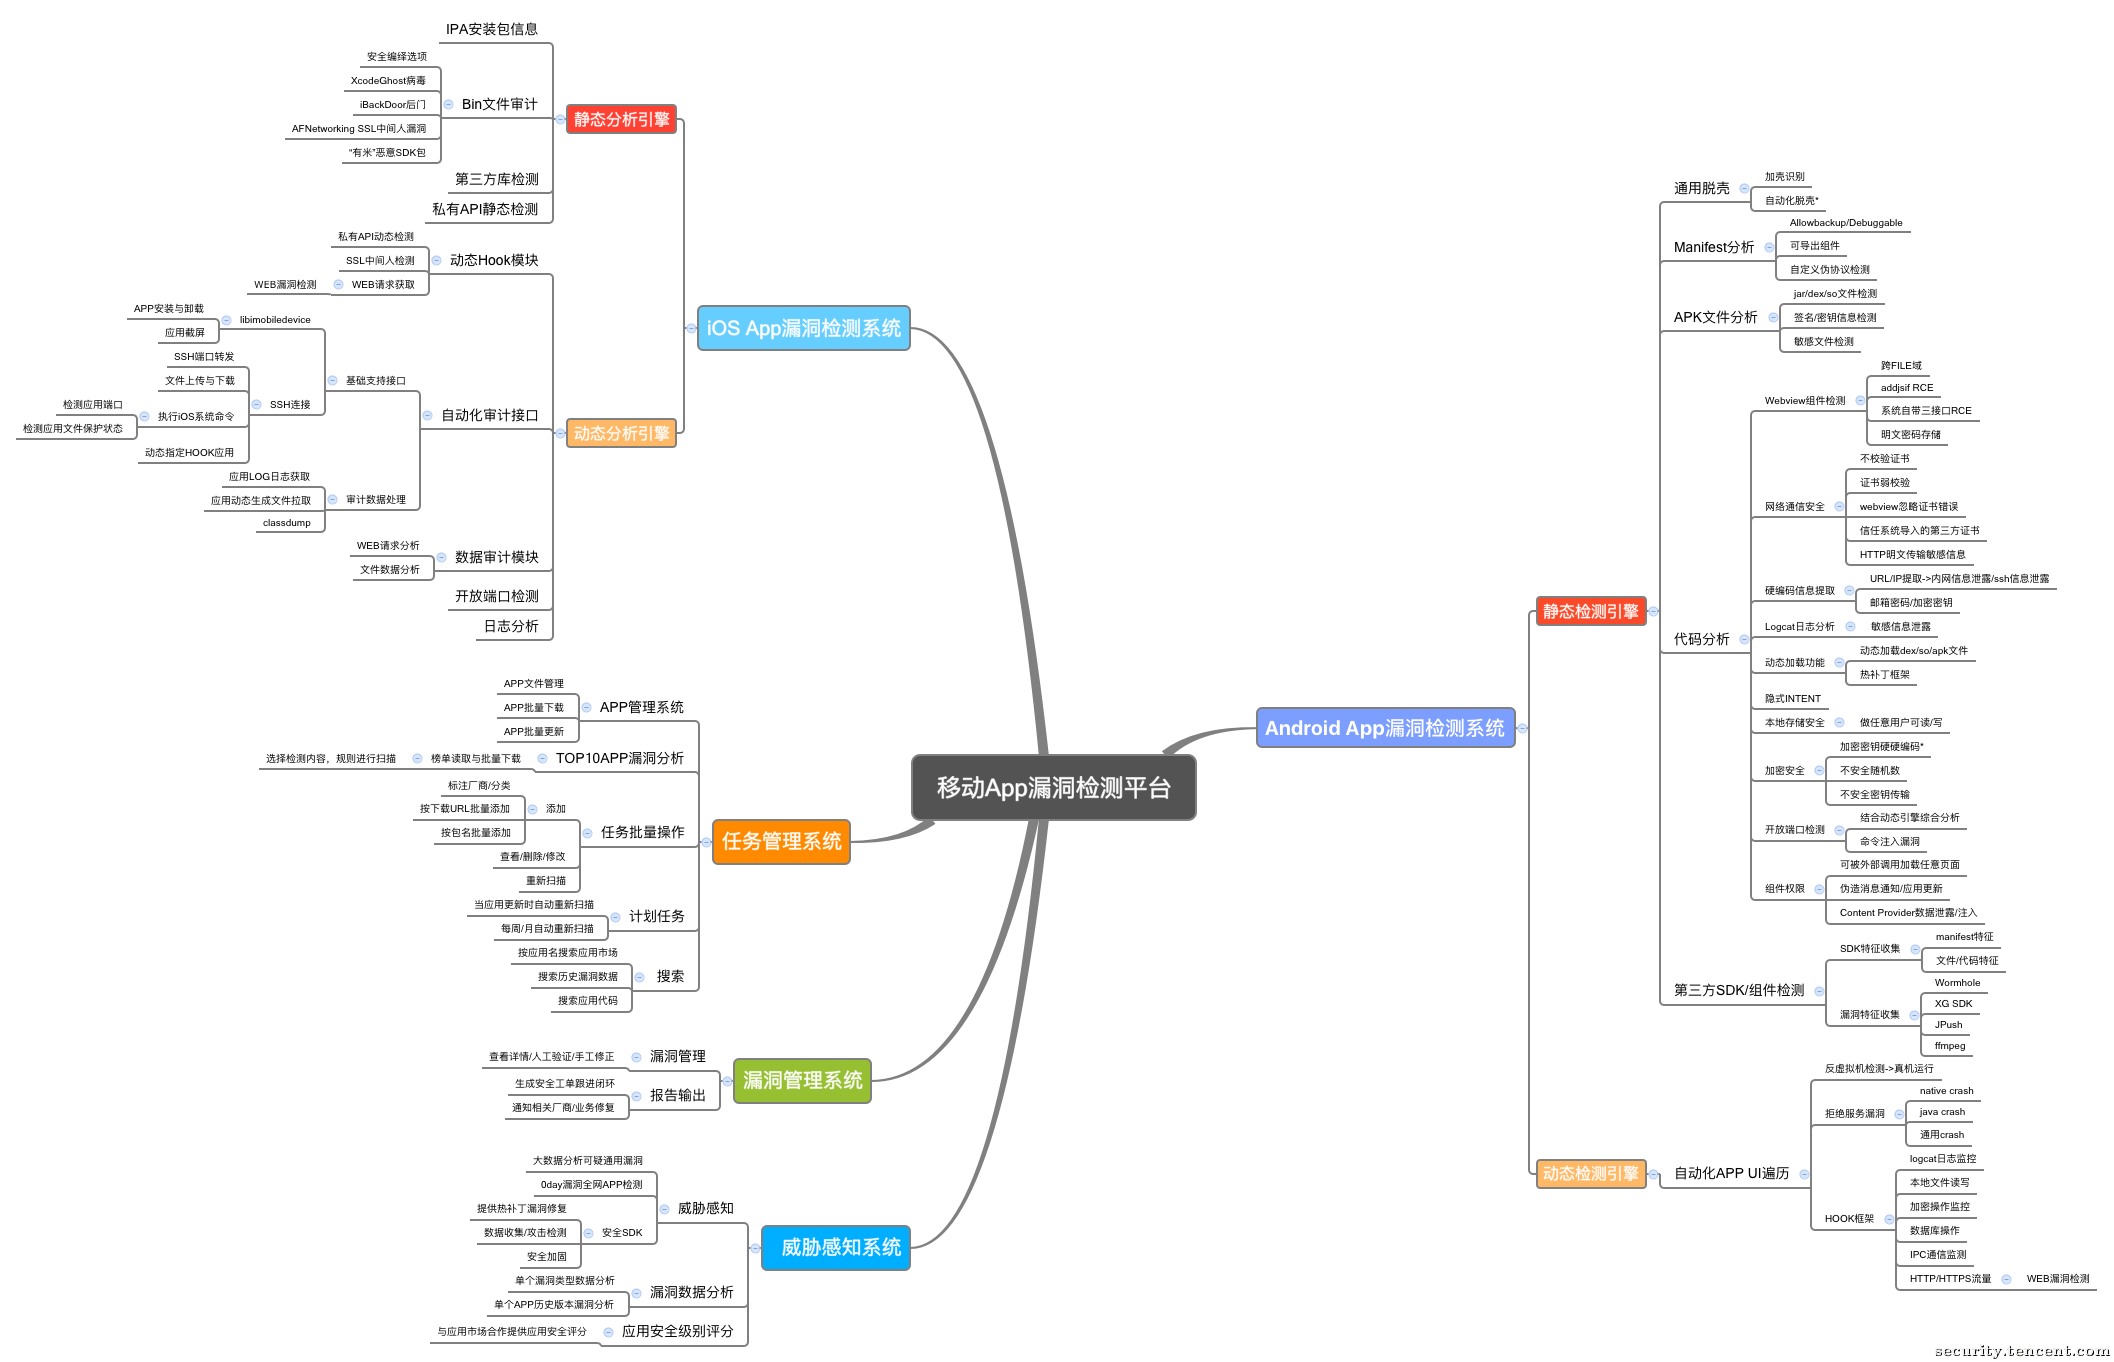 移动App漏洞检测平台
iOS App漏洞检测系统
静态分析引擎
IPA安装包信息
Bin文件审计
安全编绎选项
XcodeGhost病毒
iBackDoor后门
AFNetworking SSL中间人漏洞
"有米"恶意SDK包
第三方库检测
私有API静态检测
动态分析引擎
动态Hook模块
私有API动态检测
SSL中间人检测
WEB请求获取
WEB漏洞检测
自动化审计接口
基础支持接口
libimobiledevice
APP安装与卸载
应用截屏
SSH连接
SSH端口转发
文件上传与下载
执行iOS系统命令
检测应用端口
检测应用文件保护状态
动态指定HOOK应用
审计数据处理
应用LOG日志获取
应用动态生成文件拉取
classdump
数据审计模块
WEB请求分析
文件数据分析
开放端口检测
日志分析
任务管理系统
APP管理系统
APP文件管理
APP批量下载
APP批量更新
TOP10APP漏洞分析
榜单读取与批量下载
选择检测内容，规则进行扫描
任务批量操作
添加
标注厂商/分类
按下载URL批量添加
按包名批量添加
查看/删除/修改
重新扫描
计划任务
当应用更新时自动重新扫描
每周/月自动重新扫描
搜索
按应用名搜索应用市场
搜索历史漏洞数据
搜索应用代码
漏洞管理系统
漏洞管理
查看详情/人工验证/手工修正
报告输出
生成安全工单跟进闭环
通知相关厂商/业务修复
威胁感知系统
威胁感知
大数据分析可疑通用漏洞
0day漏洞全网APP检测
安全SDK
提供热补丁漏洞修复
数据收集/攻击检测
安全加固
漏洞数据分析
单个漏洞类型数据分析
单个APP历史版本漏洞分析
应用安全级别评分
与应用市场合作提供应用安全评分
Android App漏洞检测系统
静态检测引擎
通用脱壳
加壳识别
自动化脱壳*
Manifest分析
Allowbackup/Debuggable
可导出组件
自定义伪协议检测
APK文件分析
jar/dex/so文件检测
签名/密钥信息检测
敏感文件检测
代码分析
Webview组件检测
跨FILE域
addjsif RCE
系统自带三接口RCE
明文密码存储
网络通信安全
不校验证书
证书弱校验
webview忽略证书错误
信任系统导入的第三方证书
HTTP明文传输敏感信息
硬编码信息提取
URL/IP提取->内网信息泄露/ssh信息泄露
邮箱密码/加密密钥
Logcat日志分析
敏感信息泄露
动态加载功能
动态加载dex/so/apk文件
热补丁框架
隐式INTENT
本地存储安全
做任意用户可读/写
加密安全
加密密钥硬硬编码*
不安全随机数
不安全密钥传输
开放端口检测
结合动态引擎综合分析
命令注入漏洞
组件权限
可被外部调用加载任意页面
伪造消息通知/应用更新
Content Provider数据泄露/注入
第三方SDK/组件检测
SDK特征收集
manifest特征
文件/代码特征
漏洞特征收集
Wormhole
XG SDK
JPush
ffmpeg
动态检测引擎
自动化APP UI遍历
反虚拟机检测->真机运行
拒绝服务漏洞
native crash
java crash
通用crash
HOOK框架
logcat日志监控
本地文件读写
加密操作监控
数据库操作
IPC通信监测
HTTP/HTTPS流量
WEB漏洞检测
security.tencent.com